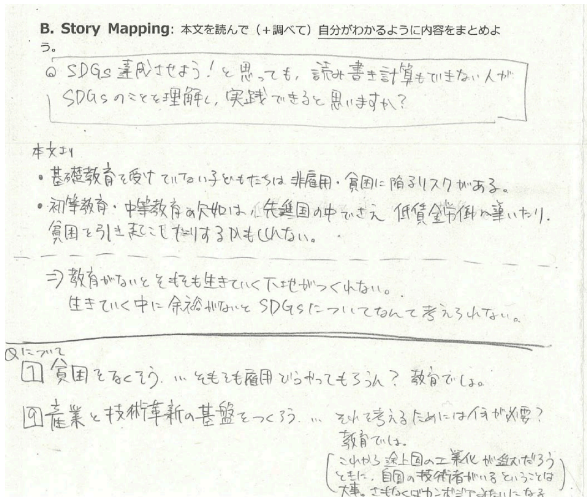 B. Story Mapping: 本文を読んで（＋調べて）自分がわかるように内容をまとめよ
う。
Q SDGs 達成させよう！と思っても、読み書き計算もできない人が
SDGsのことを理解し、実践できると思いますか？
本文より
・基礎教育を受けていない子どもたちは非雇用・貧困に陥るリスクがある。
・初等教育・中等教育の欠如は、先進国の中でさえ 低賃金労働
貧困を引き起こしたりするかもしれない。
⇒ 教育がないとそもそも生きていく下地がつくれない。
生きていく中に余裕がないとSDGsについてなんて考えられない。
Qについて
1 貧困をなくそう … そもそも雇用どうやってもらうん？ 教育でしょ。
9 産業と技術革新の基盤をつくろう … それを考えるためには何が必要？
教育でしょ。
これから途上国の工業化が だろう
ときに、自国の技術者がいるということは
大事。さもなくば みたいになる